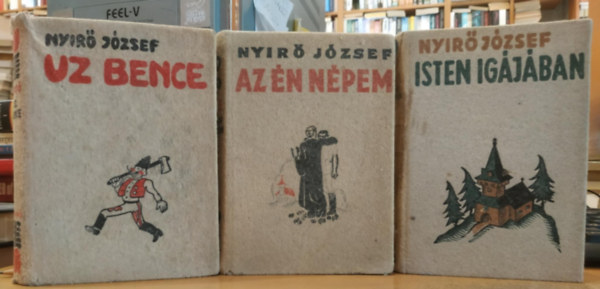 FEEL-V
NYIRŐ JÓZSEF
UZ BENCE
NYIRŐ JÓZSEF
AZ ÉN NÉPEM
NYIRŐ JÓZSEF
ISTEN IGÁJÁBAN